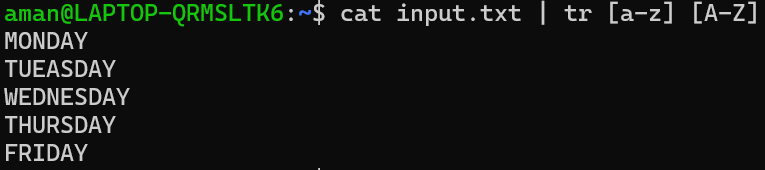 aman@LAPTOP-QRMSLTK6:~$ cat input.txt | tr [a-z] [A-Z]
MONDAY
TUEASDAY
WEDNESDAY
THURSDAY
FRIDAY